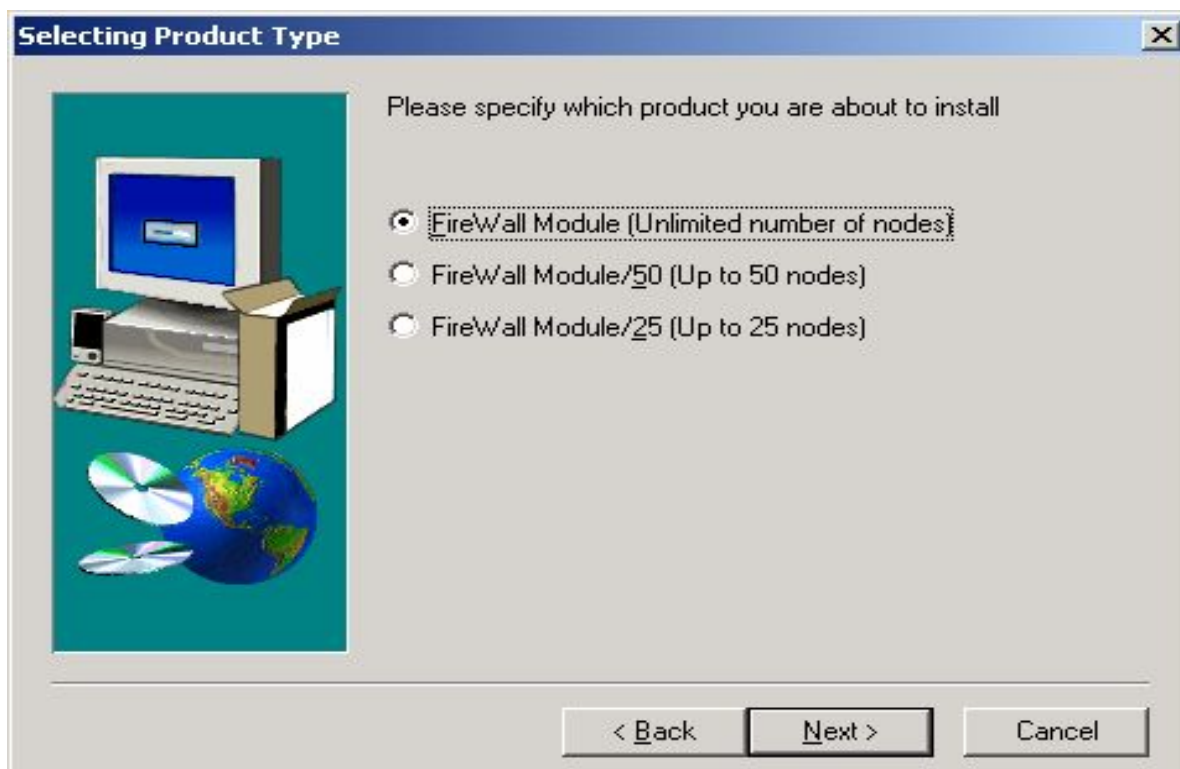 Selecting Product Type
Please specify which product you are about to install
FireWall Module (Unlimited number of nodes)
FireWall Module/50 (Up to 50 nodes)
FireWall Module/25 (Up to 25 nodes)
< Back
Next >
Cancel